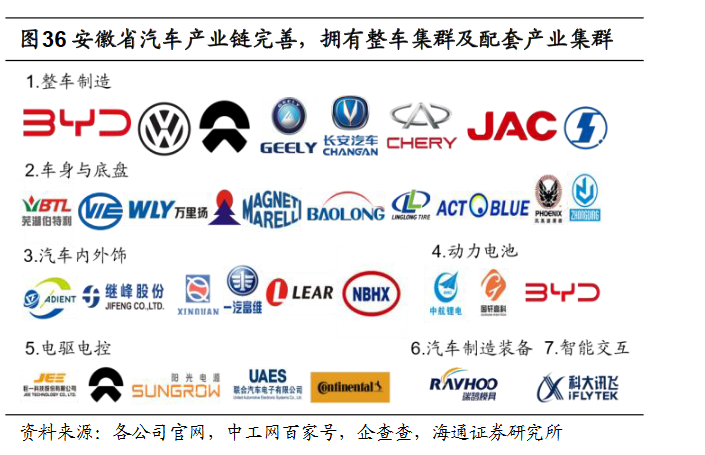 图36 安徽省汽车产业链完善，拥有整车集群及配套产业集群
1.整车制造
BYD
GEELY
长安汽车
CHANGAN
CHERY
JAC
2.车身与底盘
BTL
芜湖伯特利
VIE
WLY万里扬
MAGNETI
MARELLI
BAOLONG
LINGLONG TIRE
ACTBLUE
PHOENIX
3.汽车内外饰
ADIENT
继峰股份
JIFENG CO.,LTD.
XINQUAN
一汽富维
LEAR
NBHX
4.动力电池
中航锂电
国轩高科
BYD
5.电驱电控
JEE
SUNGROW
阳光电源
UAES
联合汽车电子有限公司
Continental
6.汽车制造装备
RAYHOO
瑞鹄模具
7.智能交互
科大讯飞
iFLYTEK
资料来源：各公司官网，中工网百家号，企查查，海通证券研究所